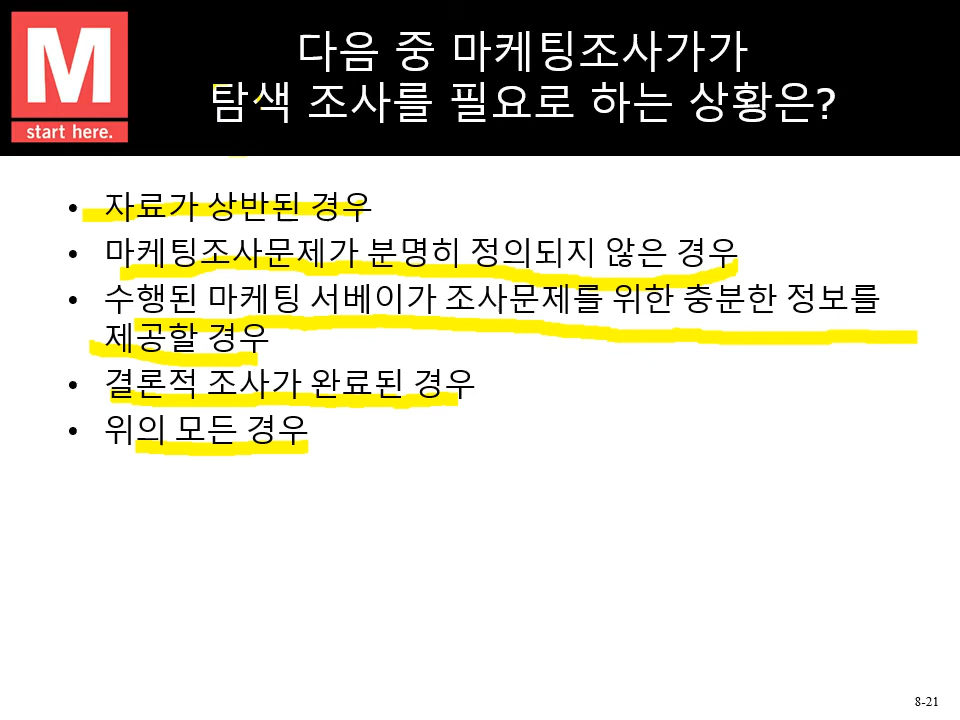 M
start here.
다음 중 마케팅조사가가
탐색 조사를 필요로 하는 상황은?
• 자료가 상반된 경우
• 마케팅조사문제가 분명히 정의되지 않은 경우
• 수행된 마케팅 서베이가 조사문제를 위한 충분한 정보를
제공할 경우
• 결론적 조사가 완료된 경우
• 위의 모든 경우
8-21